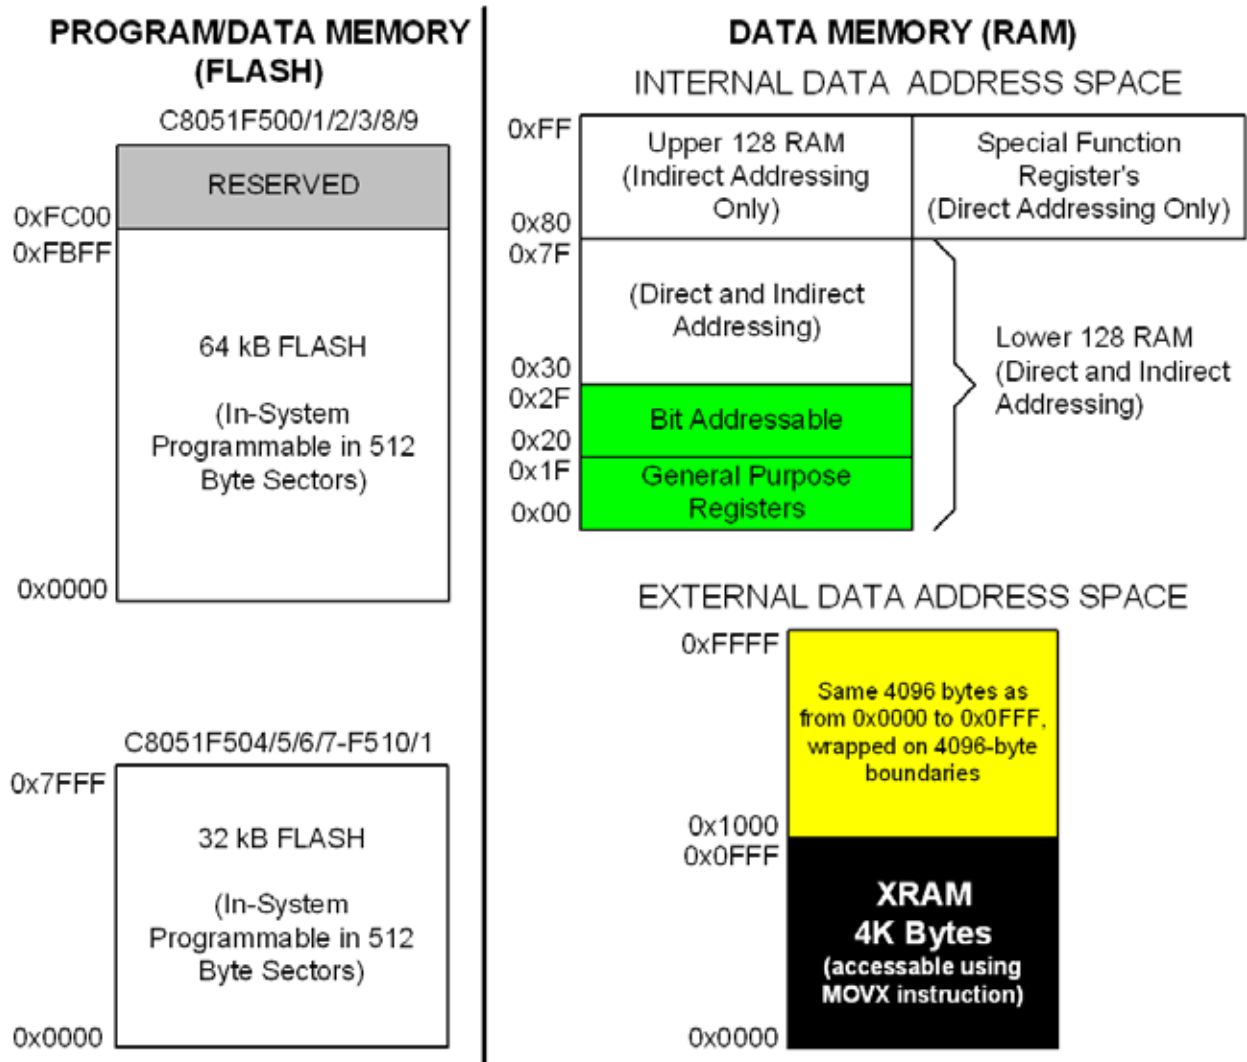 PROGRAM/DATA MEMORY
(FLASH)
C8051F500/1/2/3/8/9
RESERVED
0xFC00
0xFBFF
64 kB FLASH
(In-System
Programmable in 512
Byte Sectors)
0x0000
C8051F504/5/6/7-F510/1
0x7FFF
32 kB FLASH
(In-System
Programmable in 512
Byte Sectors)
0x0000
DATA MEMORY (RAM)
INTERNAL DATA ADDRESS SPACE
0xFF
Upper 128 RAM
(Indirect Addressing
Only)
Special Function
Register's
(Direct Addressing Only)
0x80
0x7F
(Direct and Indirect
Addressing)
0x30
Lower 128 RAM
(Direct and Indirect
Addressing)
0x2F
Bit Addressable
0x20
0x1F
General Purpose
Registers
0x00
EXTERNAL DATA ADDRESS SPACE
0xFFFF
Same 4096 bytes as
from 0x0000 to 0x0FFF,
wrapped on 4096-byte
boundaries
0x1000
0x0FFF
XRAM
4K Bytes
(accessable using
MOVX instruction)
0x0000